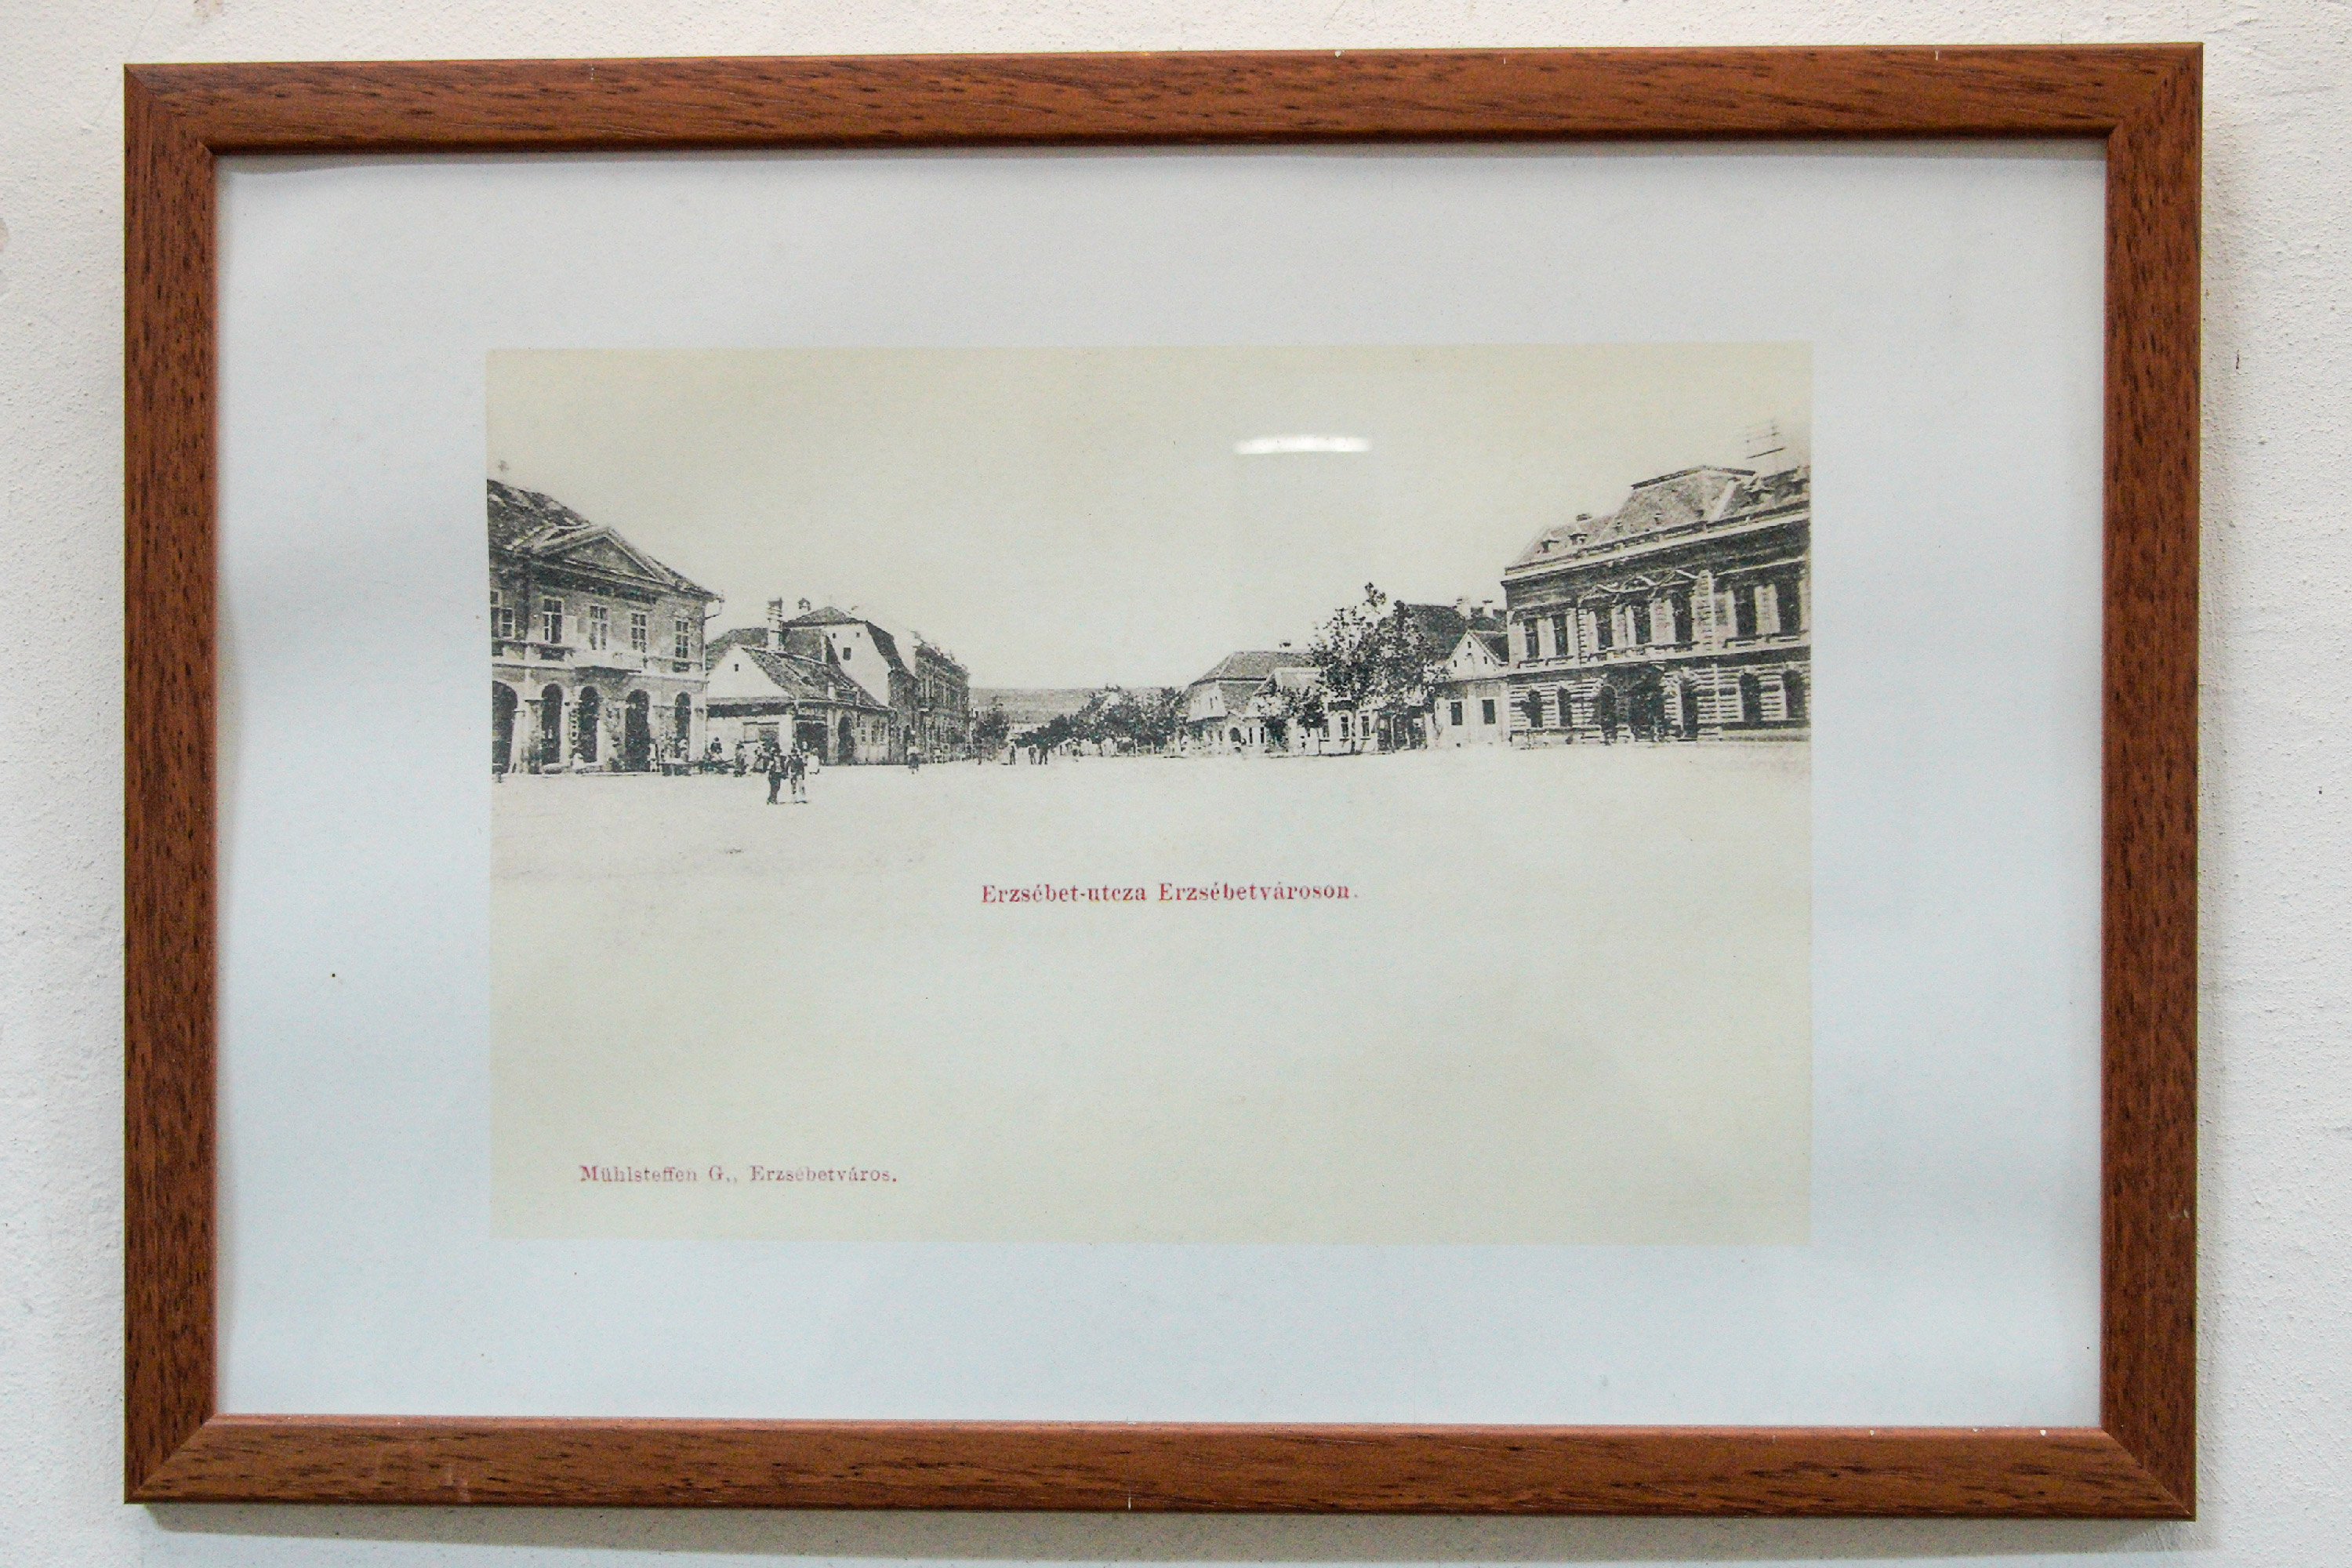 Erzsébet-utcza Erzsébetvároson.
Mühlsteffen G., Erzsébetváros.